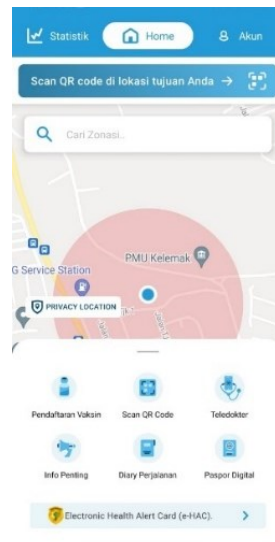 Statistik Home Akun
Scan QR code di lokasi tujuan Anda →
Cari Zonasi..
PMU Kelemak
G Service Station
PRIVACY LOCATION
Pendaftaran Vaksin Scan QR Code Teledokter
Info Penting Diary Perjalanan Paspor Digital
Electronic Health Alert Card (e-HAC).